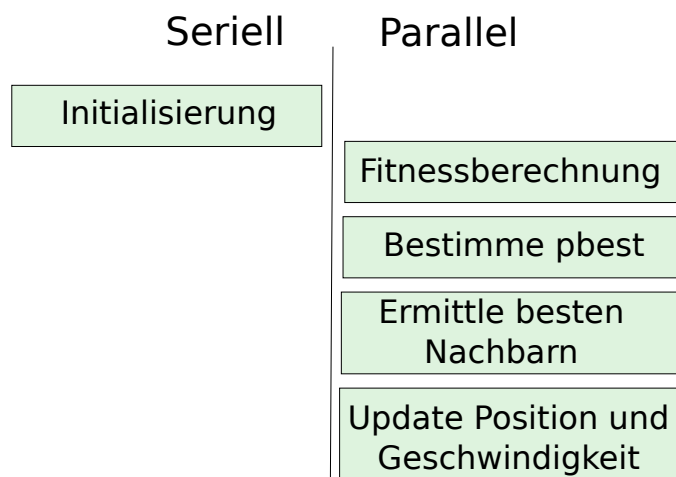 Seriell
Parallel
Initialisierung
Fitnessberechnung
Bestimme pbest
Ermittle besten
Nachbarn
Update Position und
Geschwindigkeit